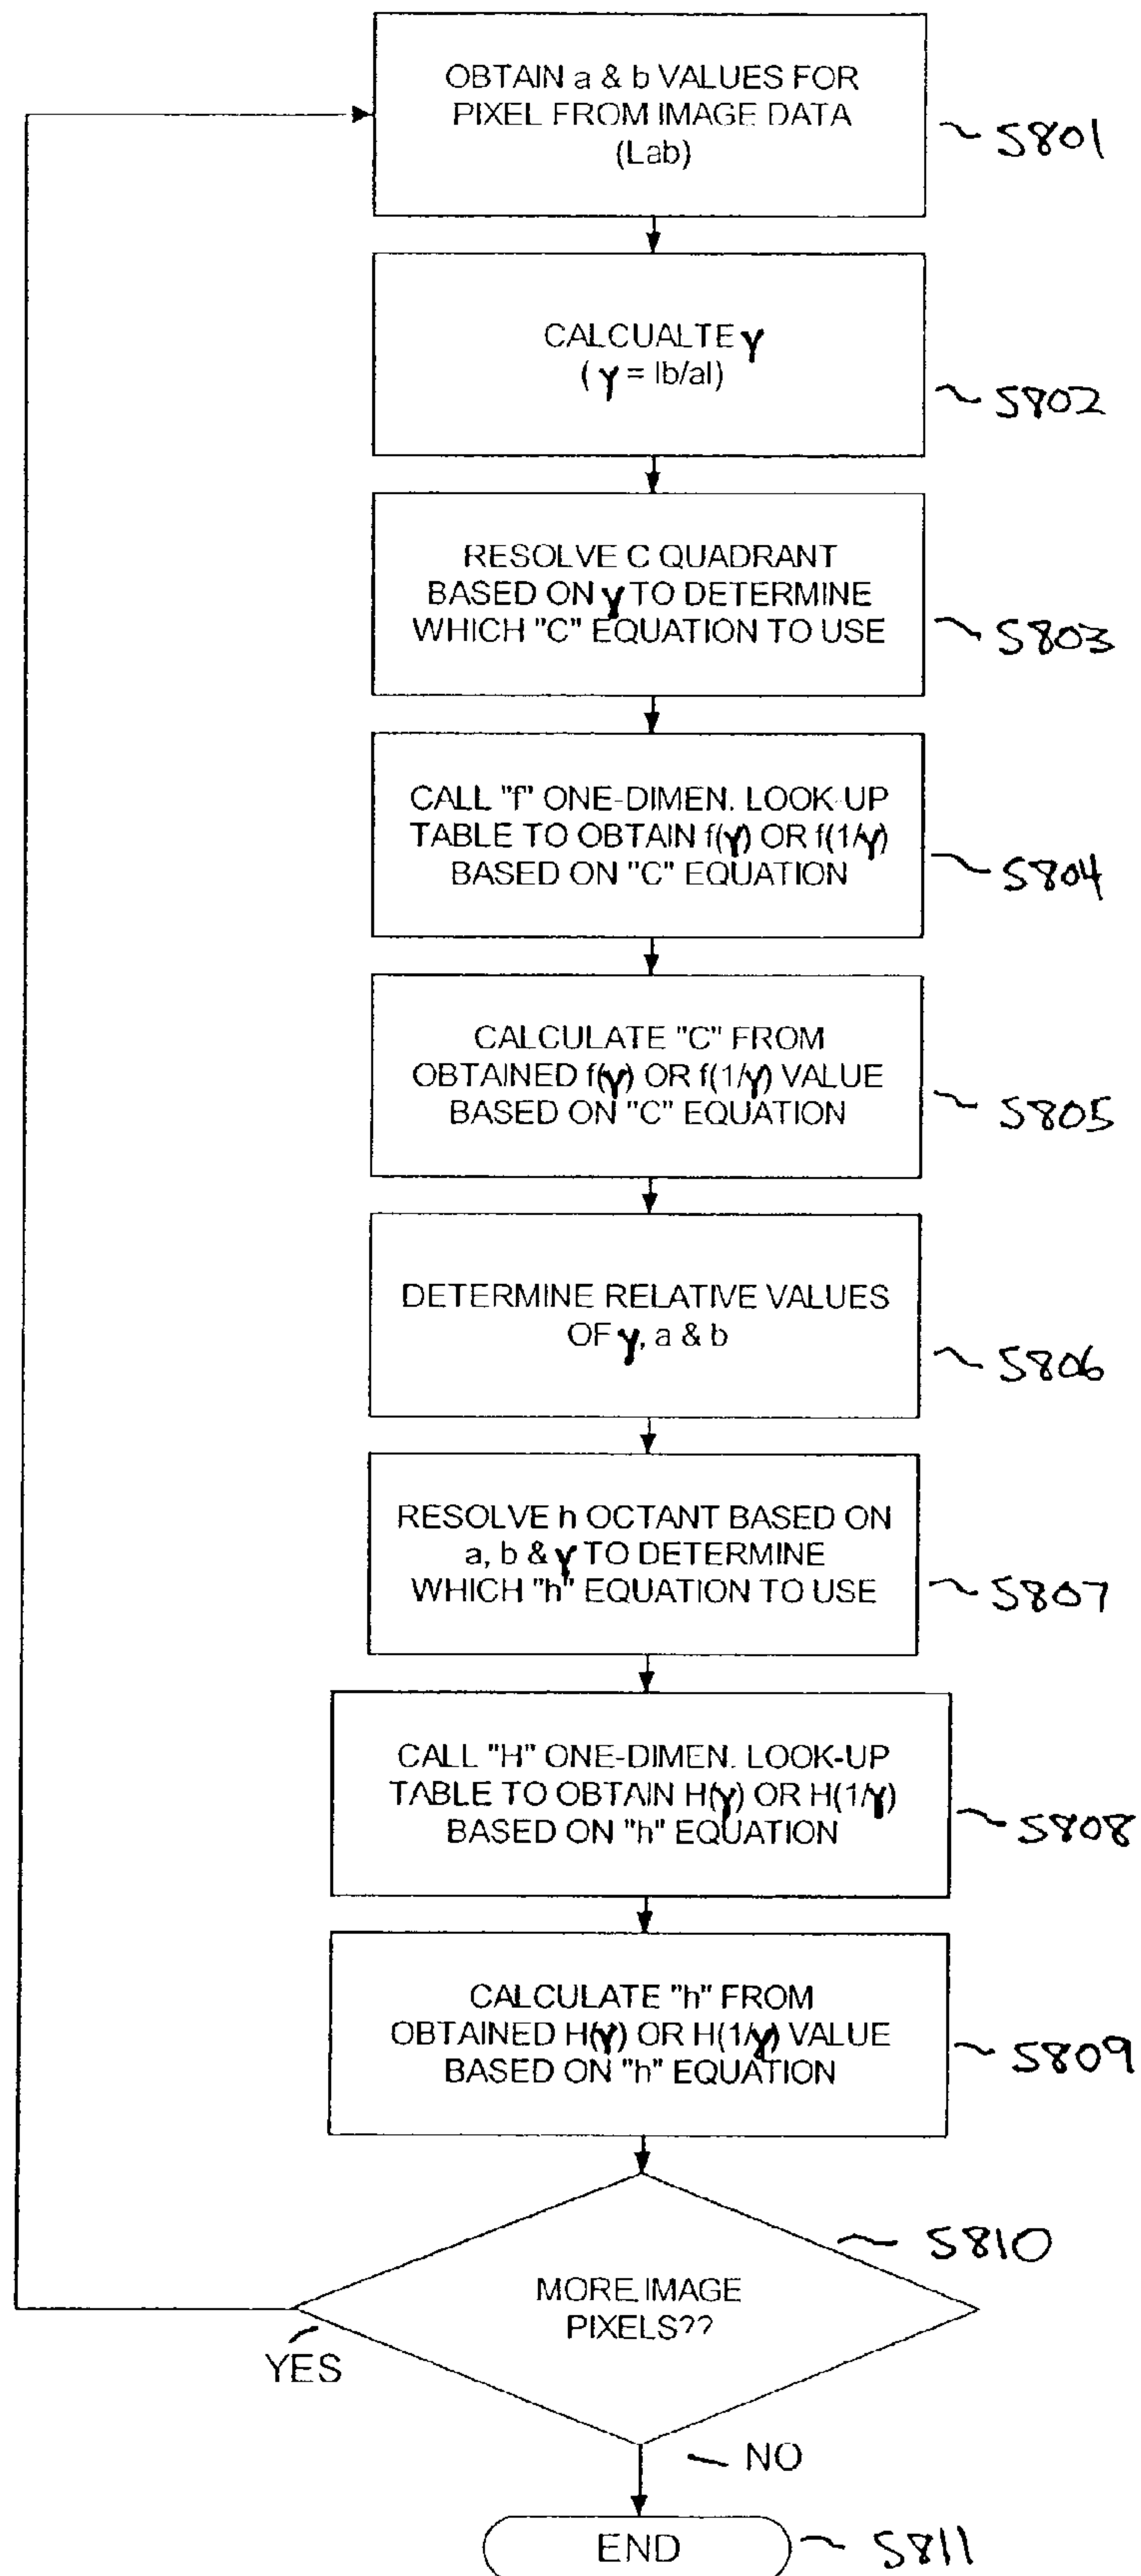 OBTAIN a & b VALUES FOR
PIXEL FROM IMAGE DATA
(Lab)
S801
CALCUALTE γ
( γ = |b/a|)
S802
RESOLVE C QUADRANT
BASED ON γ TO DETERMINE
WHICH "C" EQUATION TO USE
S803
CALL "f" ONE-DIMEN. LOOK-UP
TABLE TO OBTAIN f(γ) OR f(1/γ)
BASED ON "C" EQUATION
S804
CALCULATE "C" FROM
OBTAINED f(γ) OR f(1/γ) VALUE
BASED ON "C" EQUATION
S805
DETERMINE RELATIVE VALUES
OF γ, a & b
S806
RESOLVE h OCTANT BASED ON
a, b & γ TO DETERMINE
WHICH "h" EQUATION TO USE
S807
CALL "H" ONE-DIMEN. LOOK-UP
TABLE TO OBTAIN H(γ) OR H(1/γ)
BASED ON "h" EQUATION
S808
CALCULATE "h" FROM
OBTAINED H(γ) OR H(1/γ) VALUE
BASED ON "h" EQUATION
S809
S810
MORE IMAGE
PIXELS??
YES
NO
END
S811